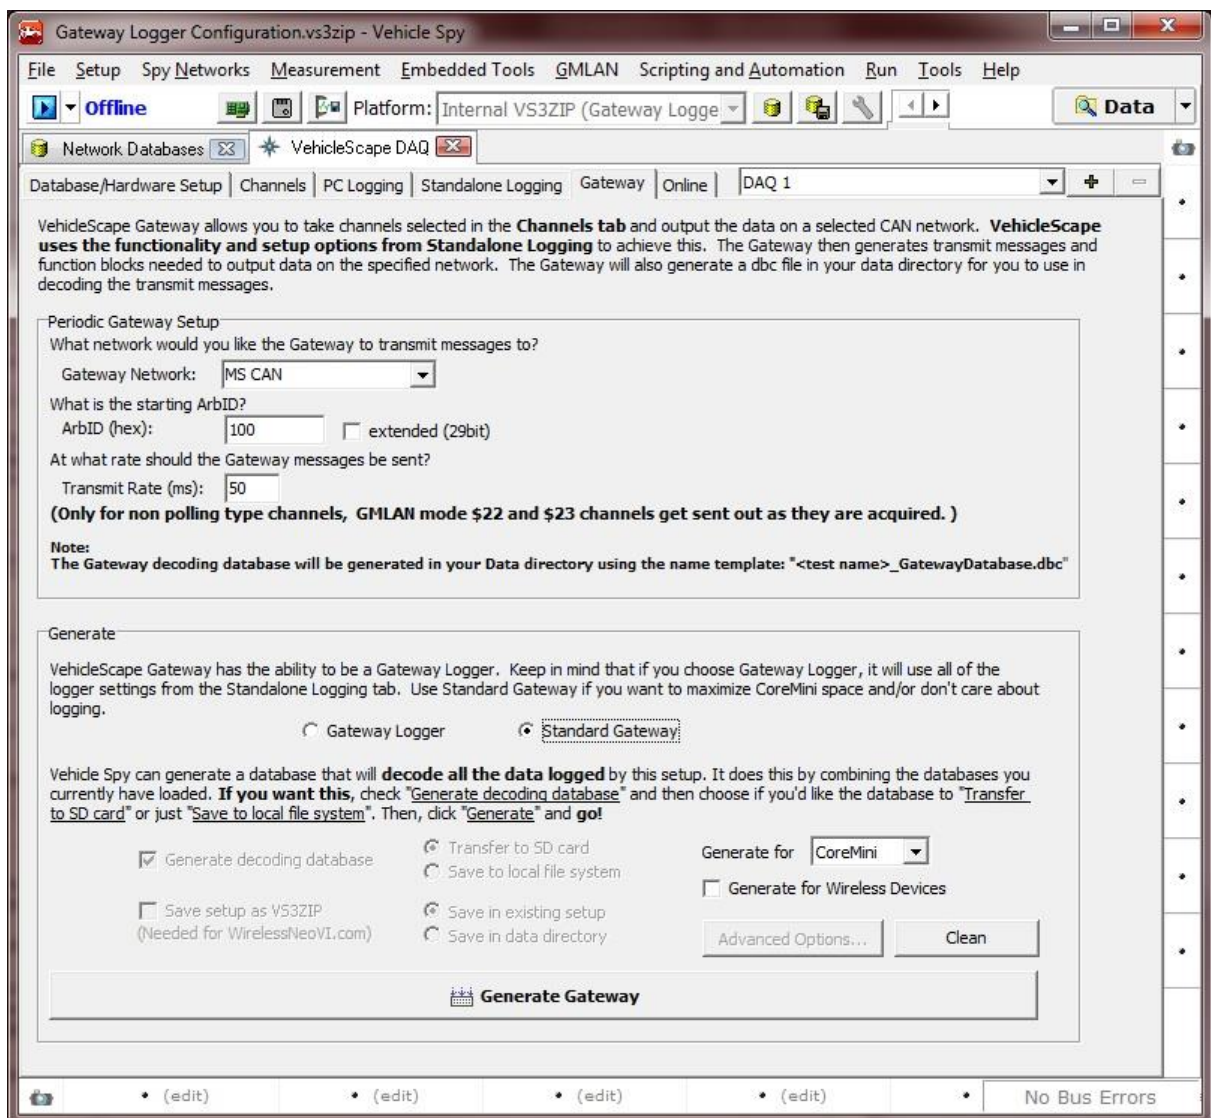 Gateway Logger Configuration.vs3zip - Vehicle Spy
File Setup Spy Networks Measurement Embedded Tools GMLAN Scripting and Automation Run Tools Help
Offline Platform: Internal VS3ZIP (Gateway Logge Data
Network Databases VehicleScape DAQ
Database/Hardware Setup Channels PC Logging Standalone Logging Gateway Online DAQ 1
VehicleScape Gateway allows you to take channels selected in the Channels tab and output the data on a selected CAN network. VehicleScape
uses the functionality and setup options from Standalone Logging to achieve this. The Gateway then generates transmit messages and
function blocks needed to output data on the specified network. The Gateway will also generate a dbc file in your data directory for you to use in
decoding the transmit messages.
Periodic Gateway Setup
What network would you like the Gateway to transmit messages to?
Gateway Network: MS CAN
What is the starting ArbID?
ArbID (hex): 100 extended (29bit)
At what rate should the Gateway messages be sent?
Transmit Rate (ms): 50
(Only for non polling type channels, GMLAN mode $22 and $23 channels get sent out as they are acquired. )
Note:
The Gateway decoding database will be generated in your Data directory using the name template: "<test name>_GatewayDatabase.dbc"
Generate
VehicleScape Gateway has the ability to be a Gateway Logger. Keep in mind that if you choose Gateway Logger, it will use all of the
logger settings from the Standalone Logging tab. Use Standard Gateway if you want to maximize CoreMini space and/or don't care about
logging.
Gateway Logger Standard Gateway
Vehicle Spy can generate a database that will decode all the data logged by this setup. It does this by combining the databases you
currently have loaded. If you want this, check "Generate decoding database" and then choose if you'd like the database to "Transfer
to SD card" or just "Save to local file system". Then, click "Generate" and go!
Generate decoding database Transfer to SD card Generate for CoreMini
Save to local file system
Generate for Wireless Devices
Save setup as VS3ZIP Save in existing setup
(Needed for WirelessNeoVI.com) Save in data directory Advanced Options... Clean
Generate Gateway
(edit) (edit) (edit) (edit) No Bus Errors